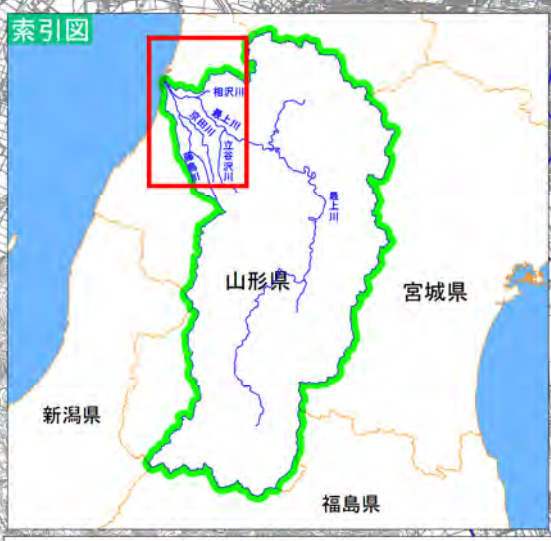 索引図
相沢川
最上川
京田川
立谷沢川
藤島川
最上川
山形県
宮城県
新潟県
福島県